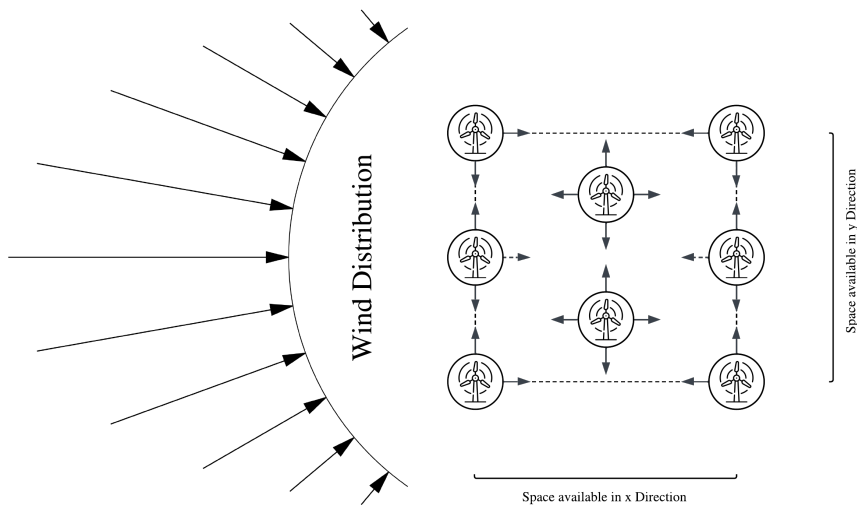 Wind Distribution
Space available in y Direction
Space available in x Direction